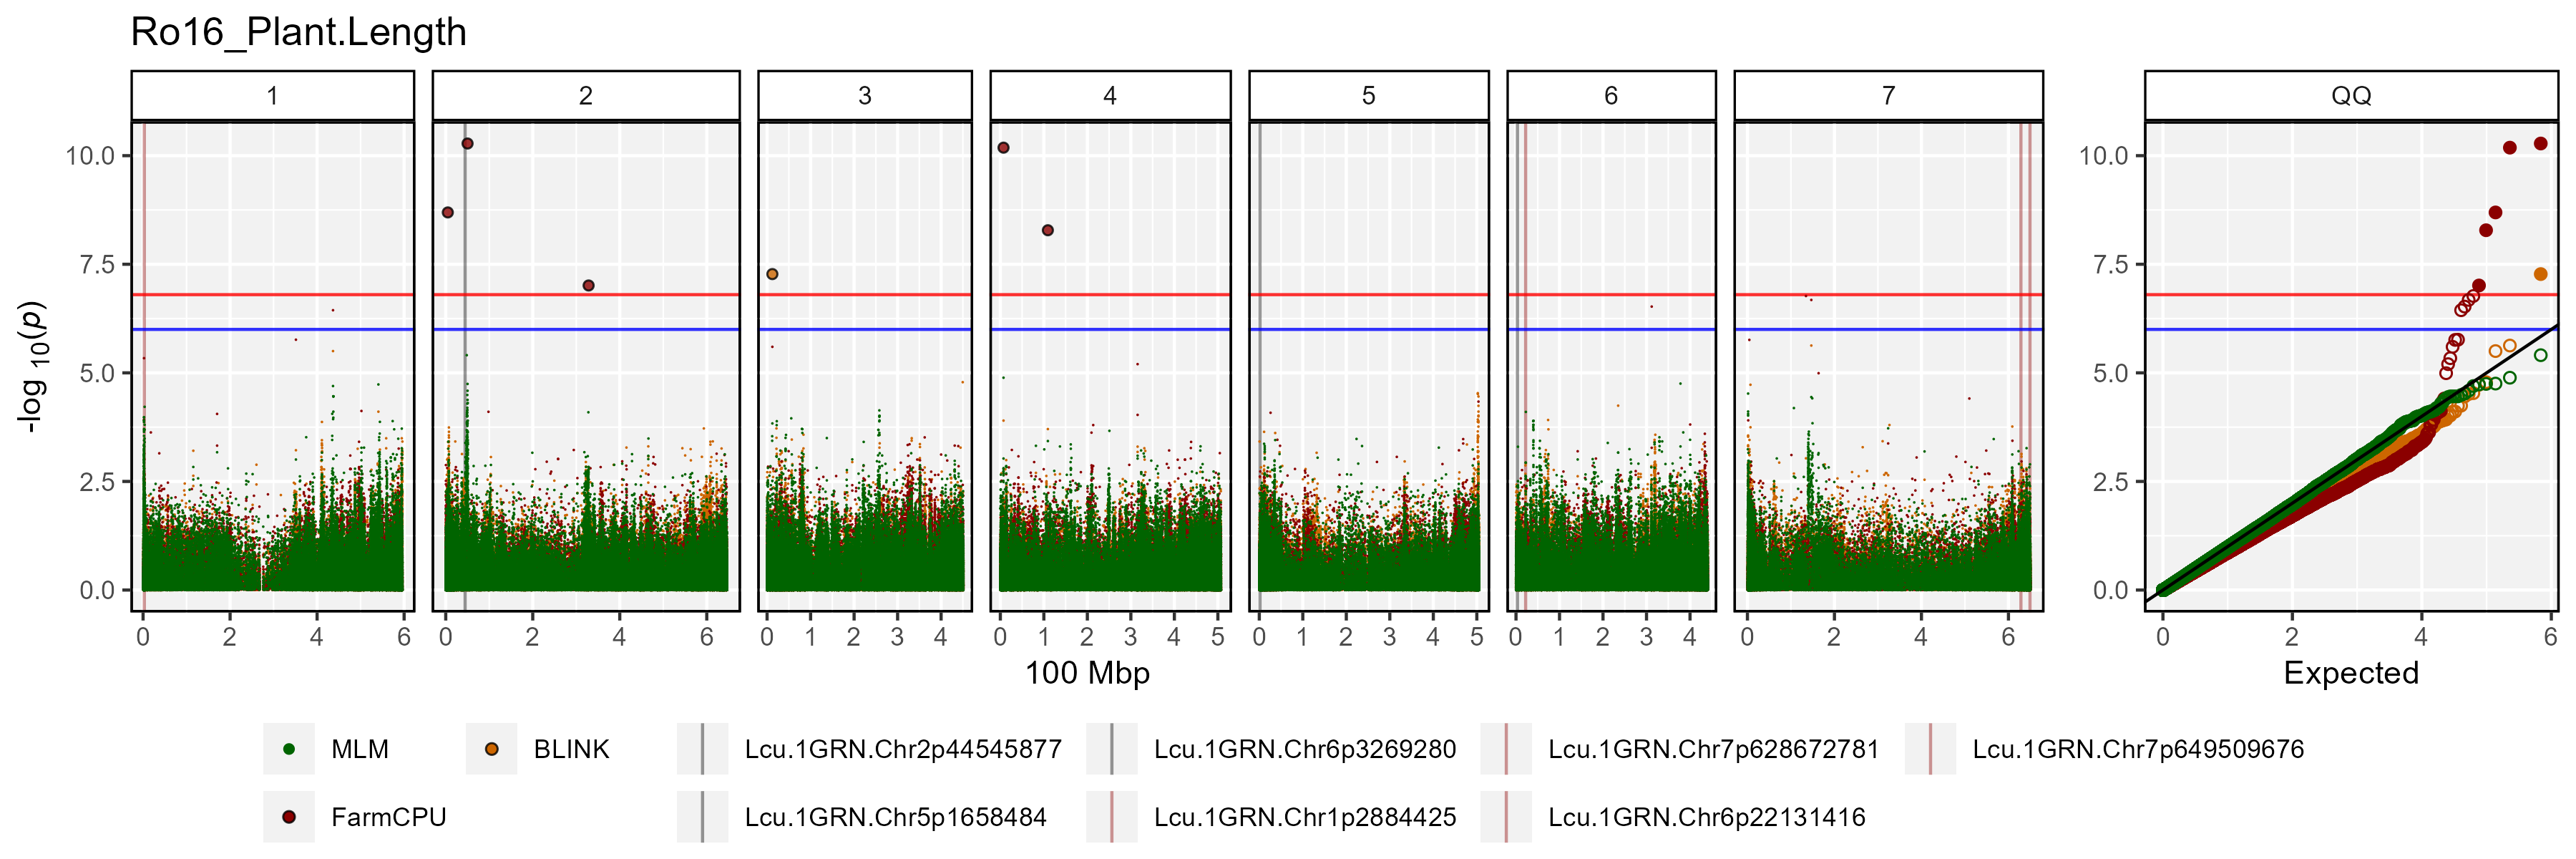 Ro16_Plant.Length
1 2 3 4 5 6 7 QQ
10.0 10.0
7.5 7.5
5.0 5.0
2.5 2.5
0.0 0.0
-log 10(p)
0 2 4 6 0 2 4 6 0 1 2 3 4 0 1 2 3 4 5 0 1 2 3 4 5 0 1 2 3 4 0 2 4 6 0 2 4 6
100 Mbp Expected
MLM BLINK Lcu.1GRN.Chr2p44545877 Lcu.1GRN.Chr6p3269280 Lcu.1GRN.Chr7p628672781 Lcu.1GRN.Chr7p649509676
FarmCPU Lcu.1GRN.Chr5p1658484 Lcu.1GRN.Chr1p2884425 Lcu.1GRN.Chr6p22131416